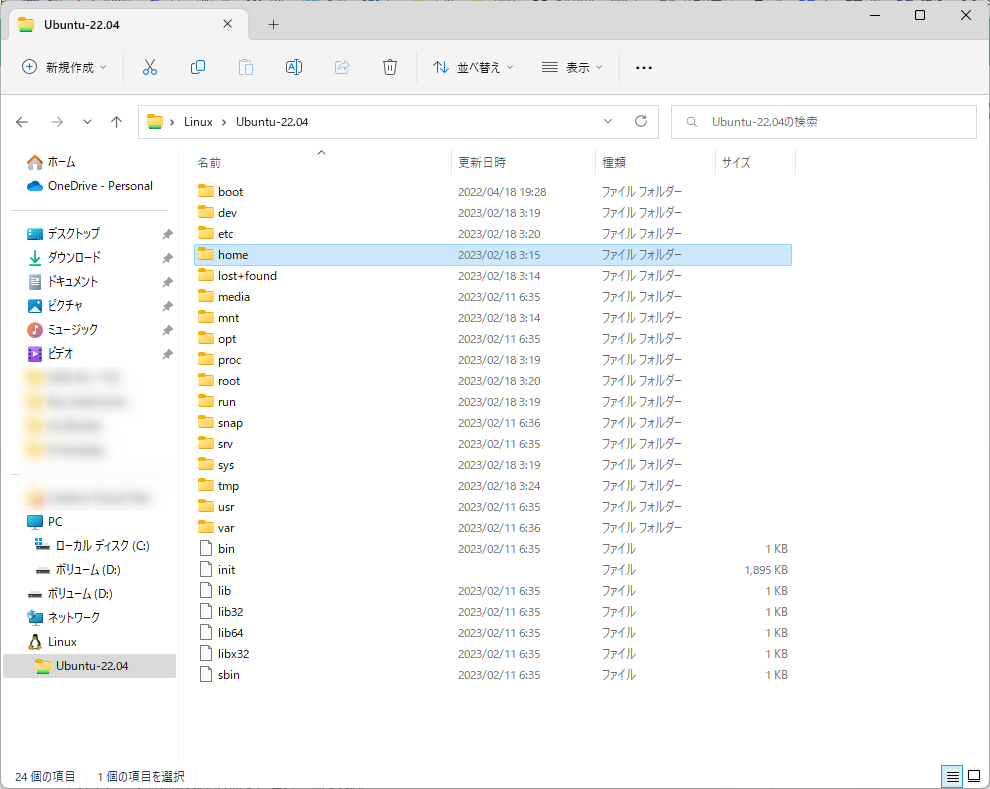 Ubuntu-22.04
新規作成 並べ替え 表示
Linux Ubuntu-22.04 Ubuntu-22.04の検索
ホーム
OneDrive - Personal
デスクトップ
ダウンロード
ドキュメント
ピクチャ
ミュージック
ビデオ
PC
ローカル ディスク (C:)
ボリューム (D:)
ボリューム (D:)
ネットワーク
Linux
Ubuntu-22.04
名前 更新日時 種類 サイズ
boot 2022/04/18 19:28 ファイル フォルダー
dev 2023/02/18 3:19 ファイル フォルダー
etc 2023/02/18 3:20 ファイル フォルダー
home 2023/02/18 3:15 ファイル フォルダー
lost+found 2023/02/18 3:14 ファイル フォルダー
media 2023/02/11 6:35 ファイル フォルダー
mnt 2023/02/18 3:14 ファイル フォルダー
opt 2023/02/11 6:35 ファイル フォルダー
proc 2023/02/18 3:19 ファイル フォルダー
root 2023/02/18 3:20 ファイル フォルダー
run 2023/02/18 3:19 ファイル フォルダー
snap 2023/02/11 6:36 ファイル フォルダー
srv 2023/02/11 6:35 ファイル フォルダー
sys 2023/02/18 3:19 ファイル フォルダー
tmp 2023/02/18 3:24 ファイル フォルダー
usr 2023/02/11 6:35 ファイル フォルダー
var 2023/02/11 6:36 ファイル フォルダー
bin 2023/02/11 6:35 ファイル 1 KB
init ファイル 1,895 KB
lib 2023/02/11 6:35 ファイル 1 KB
lib32 2023/02/11 6:35 ファイル 1 KB
lib64 2023/02/11 6:35 ファイル 1 KB
libx32 2023/02/11 6:35 ファイル 1 KB
sbin 2023/02/11 6:35 ファイル 1 KB
24 個の項目 1 個の項目を選択